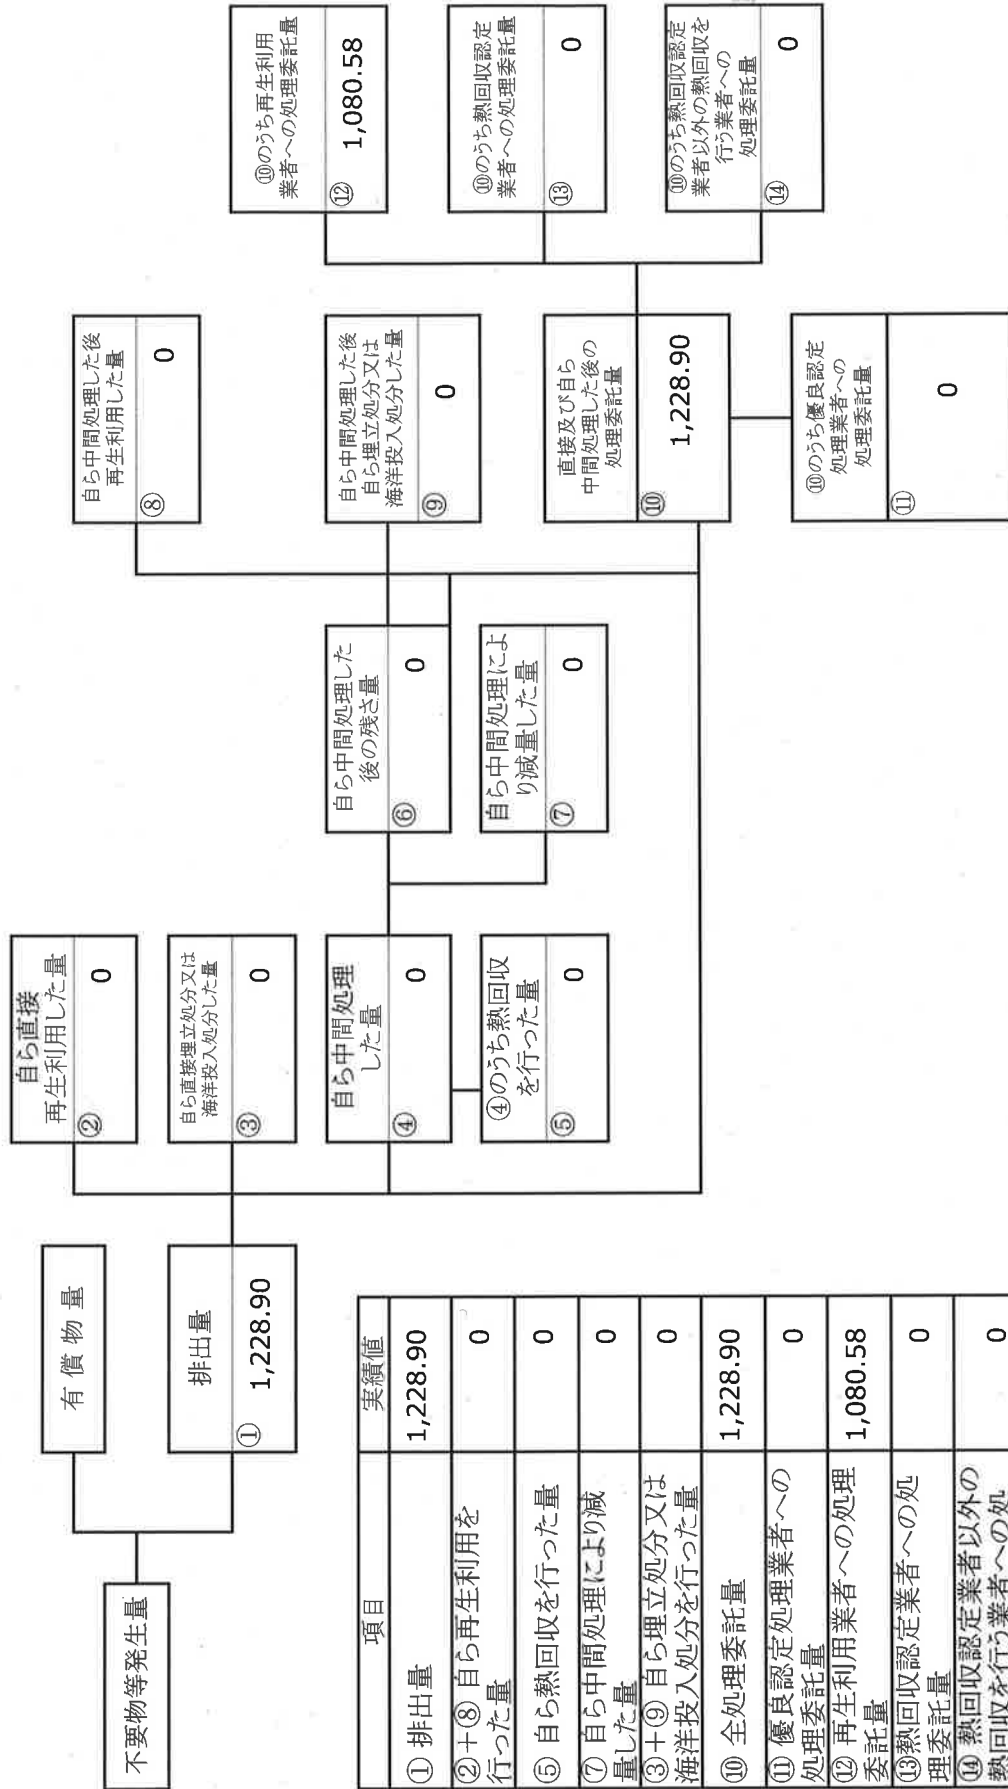 不要物等発生量
有償物量
排出量
① 1,228.90
自ら直接
再生利用した量
② 0
自ら直接埋立処分又は
海洋投入処分した量
③ 0
自ら中間処理
した量
④ 0
④のうち熱回収
を行った量
⑤ 0
自ら中間処理した
後の残さ量
⑥ 0
自ら中間処理によ
り減量した量
⑦ 0
自ら中間処理した後
再生利用した量
⑧ 0
自ら中間処理した後
自ら埋立処分又は
海洋投入処分した量
⑨ 0
直接及び自ら
中間処理した後の
処理委託量
⑩ 1,228.90
⑩のうち優良認定
処理業者への
処理委託量
⑪ 0
⑩のうち再生利用
業者への処理委託量
⑫ 1,080.58
⑩のうち熱回収認定
業者への処理委託量
⑬ 0
⑩のうち熱回収認定
業者以外の熱回収を
行う業者への
処理委託量
⑭ 0
項目 実績値
① 排出量 1,228.90
②+⑧ 自ら再生利用を
行った量 0
⑤ 自ら熱回収を行った量 0
⑦ 自ら中間処理により減
量した量 0
③+⑨ 自ら埋立処分又は
海洋投入処分を行った量 0
⑩ 全処理委託量 1,228.90
⑪ 優良認定処理業者への
処理委託量 0
⑫ 再生利用業者への処理
委託量 1,080.58
⑬熱回収認定業者への処
理委託量 0
⑭ 熱回収認定業者以外の
熱回収を行う業者への処 0